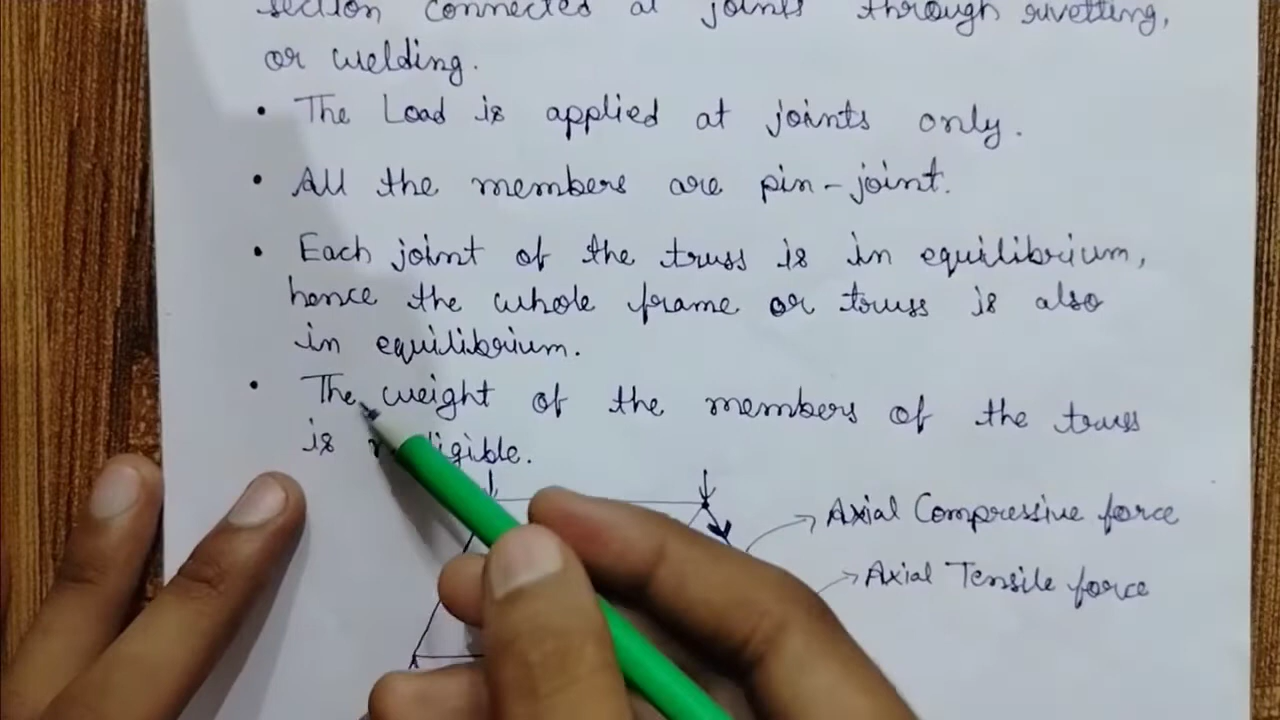 section connected at joints through rivetting,
or welding.
• The Load is applied at joints only.
• All the members are pin-joint.
• Each joint of the truss is in equilibrium,
hence the whole frame or truss is also
in equilibrium.
• The weight of the members of the truss
is
Axial Compressive force
Axial Tensile force